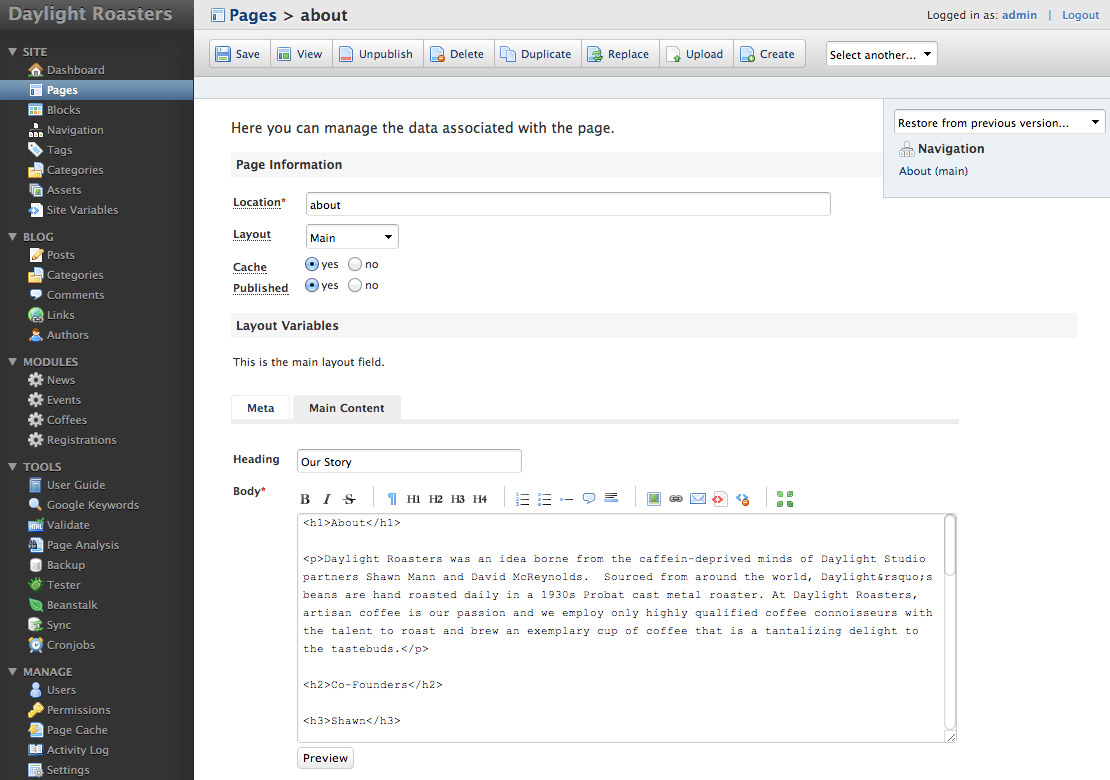 Daylight Roasters
Pages > about
Logged in as: admin | Logout
Save View Unpublish Delete Duplicate Replace Upload Create Select another...
SITE
Dashboard
Pages
Blocks
Navigation
Tags
Categories
Assets
Site Variables
BLOG
Posts
Categories
Comments
Links
Authors
MODULES
News
Events
Coffees
Registrations
TOOLS
User Guide
Google Keywords
Validate
Page Analysis
Backup
Tester
Beanstalk
Sync
Cronjobs
MANAGE
Users
Permissions
Page Cache
Activity Log
Settings
Here you can manage the data associated with the page.
Restore from previous version...
Navigation
About (main)
Page Information
Location* about
Layout Main
Cache yes no
Published yes no
Layout Variables
This is the main layout field.
Meta Main Content
Heading Our Story
Body* B I S ¶ H1 H2 H3 H4
<h1>About</h1>
<p>Daylight Roasters was an idea borne from the caffein-deprived minds of Daylight Studio
partners Shawn Mann and David McReynolds.  Sourced from around the world, Daylight&rsquo;s
beans are hand roasted daily in a 1930s Probat cast metal roaster. At Daylight Roasters,
artisan coffee is our passion and we employ only highly qualified coffee connoisseurs with
the talent to roast and brew an exemplary cup of coffee that is a tantalizing delight to
the tastebuds.</p>
<h2>Co-Founders</h2>
<h3>Shawn</h3>
Preview